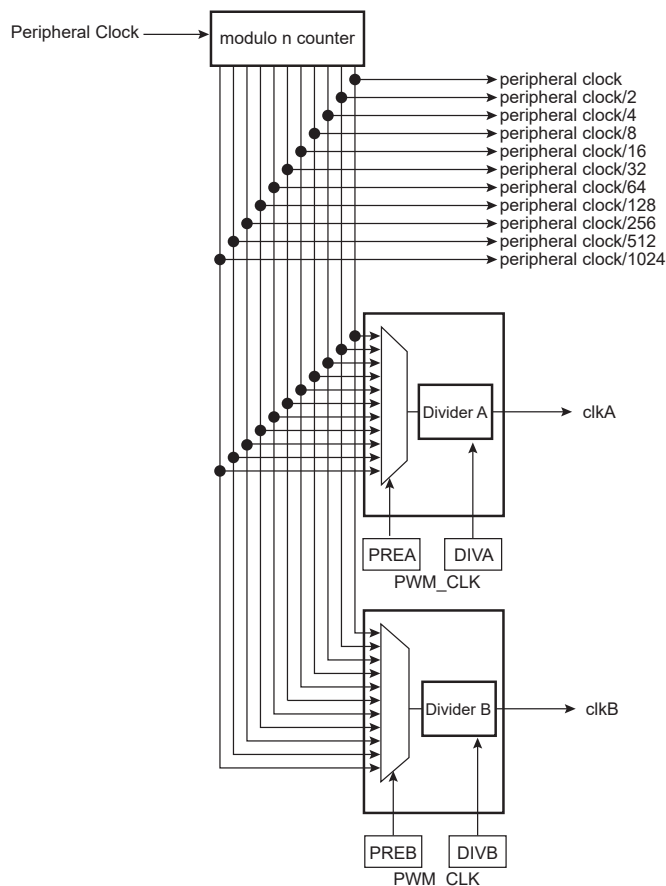 Peripheral Clock
modulo n counter
peripheral clock
peripheral clock/2
peripheral clock/4
peripheral clock/8
peripheral clock/16
peripheral clock/32
peripheral clock/64
peripheral clock/128
peripheral clock/256
peripheral clock/512
peripheral clock/1024
Divider A
clkA
PREA
DIVA
PWM_CLK
Divider B
clkB
PREB
DIVB
PWM CLK